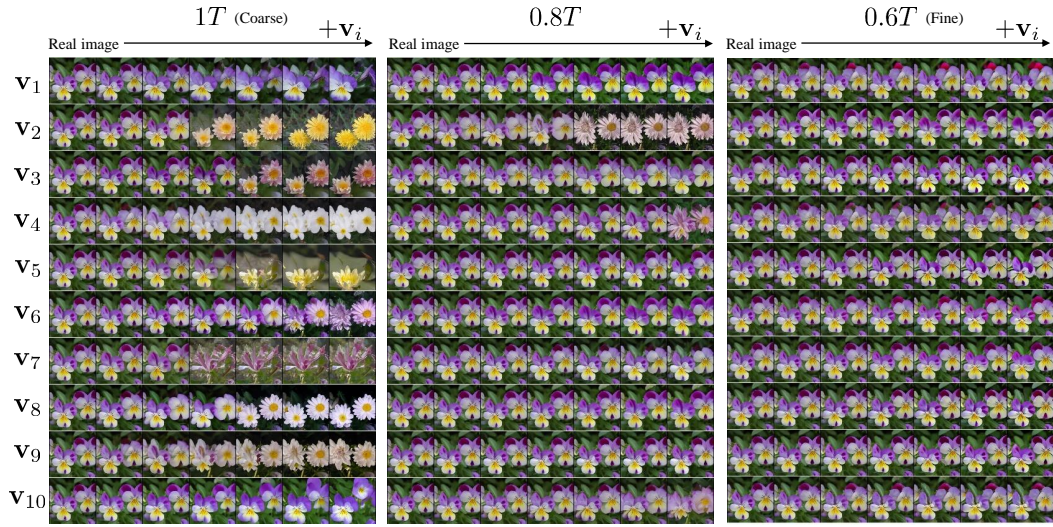 1T (Coarse)
Real image +v_i
0.8T
Real image +v_i
0.6T (Fine)
Real image +v_i
v_1
v_2
v_3
v_4
v_5
v_6
v_7
v_8
v_9
v_10